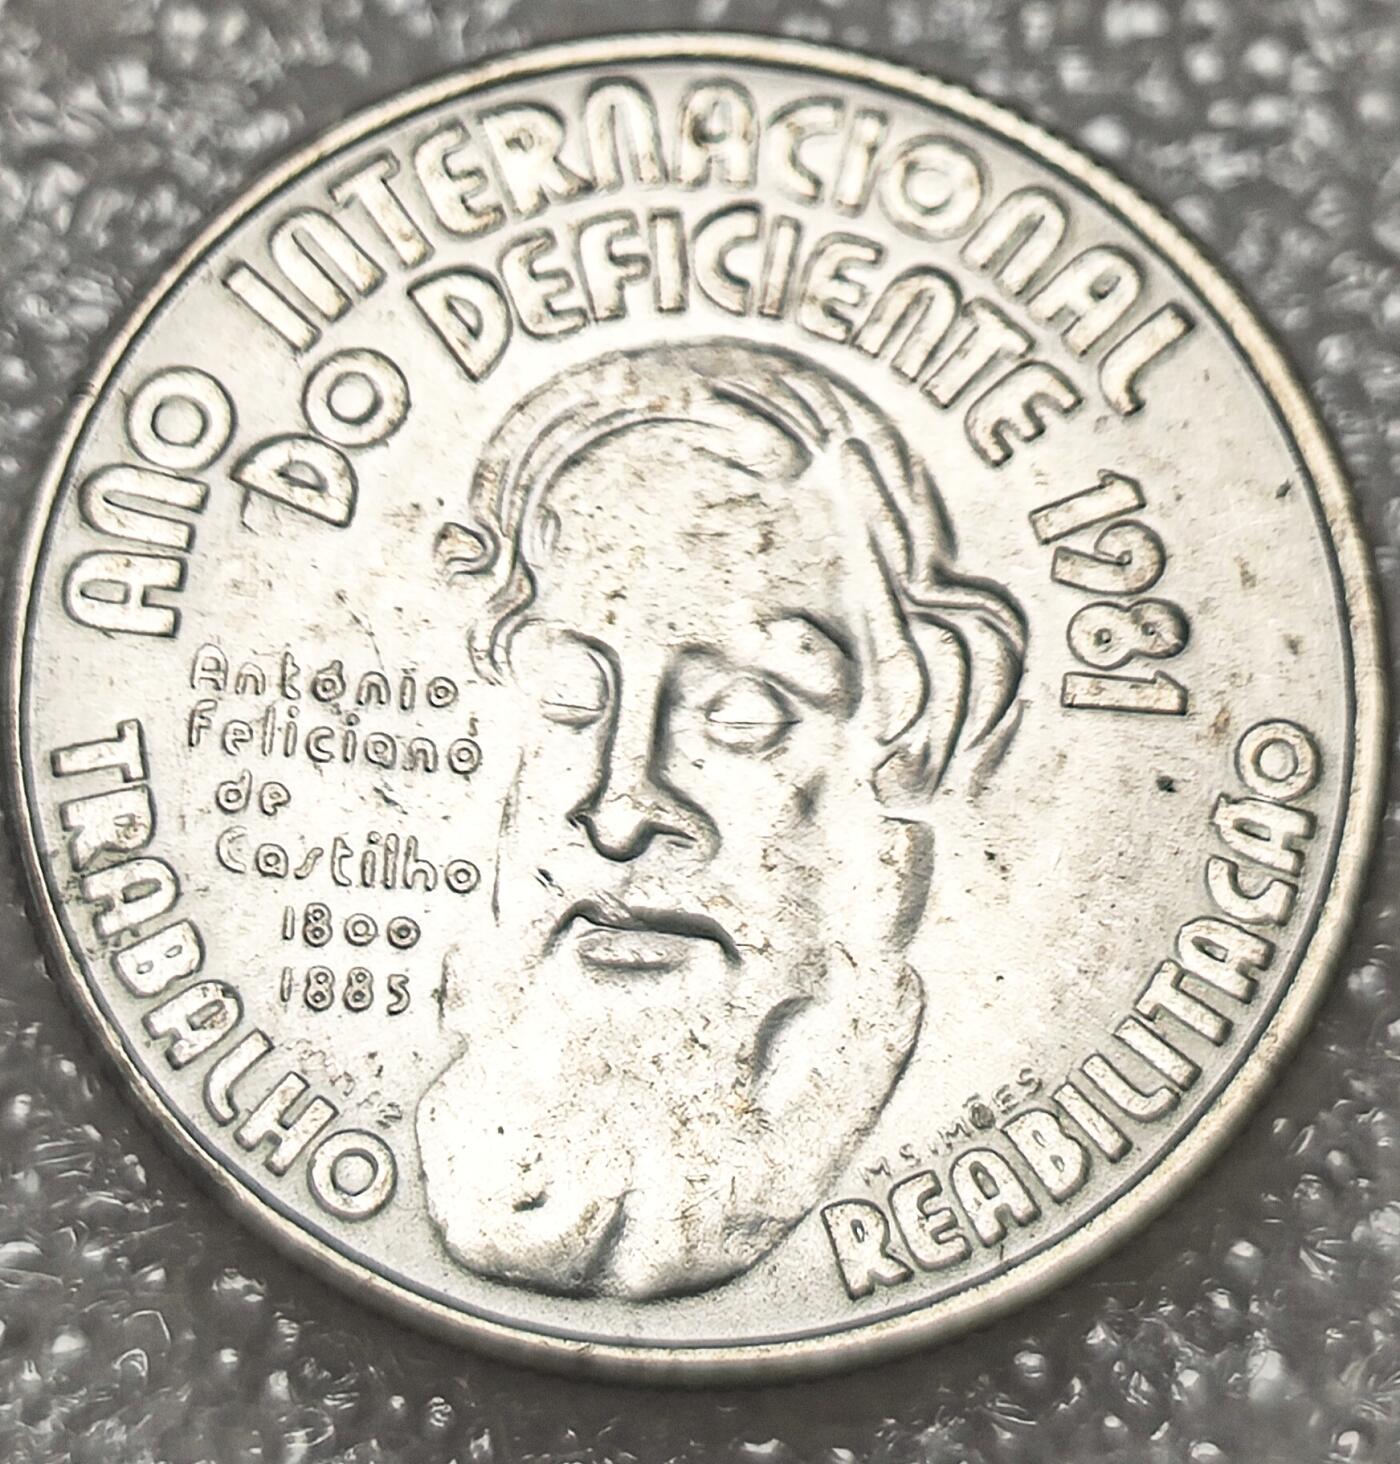 ANO INTERNACIONAL
DO DEFICIENTE 1981
António
Feliciano
de
Castilho
1800
1885
TRABALHO
REABILITAÇÃO
M.SIMÕES